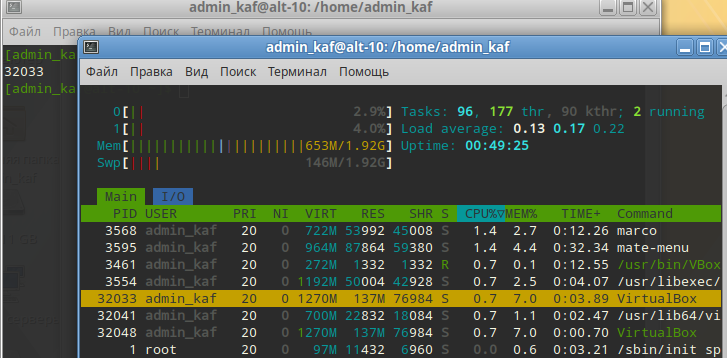 admin_kaf@alt-10: /home/admin_kaf
Файл Правка Вид Поиск Терминал Помощь
[admin_ka
32033
[admin_ka
admin_kaf@alt-10: /home/admin_kaf
Файл Правка Вид Поиск Терминал Помощь
0[|| 2.9%] Tasks: 96, 177 thr, 90 kthr; 2 running
1[|| 4.0%] Load average: 0.13 0.17 0.22
Mem[||||||||||||||||||||||||653M/1.92G] Uptime: 00:49:25
Swp[|||| 146M/1.92G]
Main I/O
PID USER PRI NI VIRT RES SHR S CPU%▽MEM% TIME+ Command
3568 admin_kaf 20 0 722M 53992 45008 S 1.4 2.7 0:12.26 marco
3595 admin_kaf 20 0 964M 87864 59380 S 1.4 4.4 0:32.34 mate-menu
3461 admin_kaf 20 0 272M 1332 1332 R 0.7 0.1 0:12.55 /usr/bin/VBox
3554 admin_kaf 20 0 1192M 50004 42928 S 0.7 2.5 0:04.07 /usr/libexec/
32033 admin_kaf 20 0 1270M 137M 76984 S 0.7 7.0 0:03.89 VirtualBox
32041 admin_kaf 20 0 700M 22832 18084 S 0.7 1.1 0:02.47 /usr/lib64/vi
32048 admin_kaf 20 0 1270M 137M 76984 S 0.7 7.0 0:00.70 VirtualBox
1 root 20 0 97M 11432 6960 S 0.0 0.6 0:03.21 /sbin/init sp